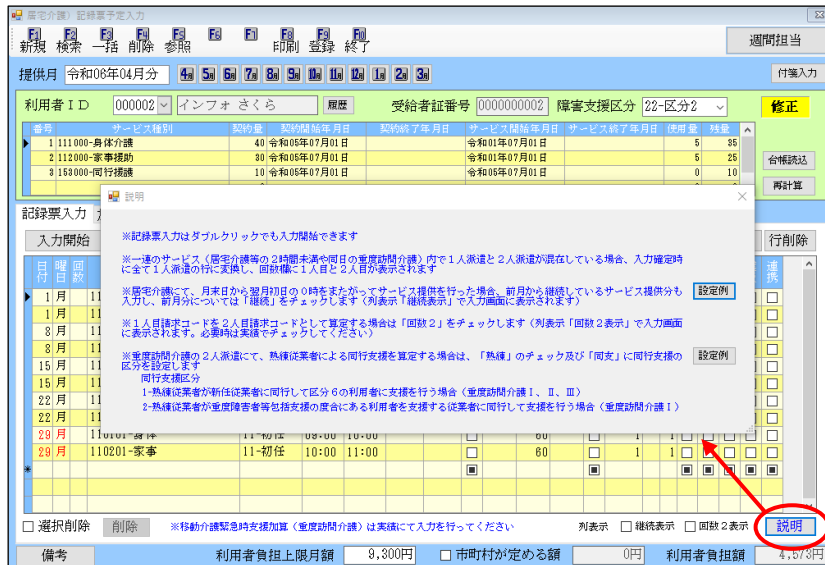 居宅介護）記録票予定入力
F1 F2 F3 F4 F5 F6 F7 F8 F9 F10
新規 検索 一括 削除 参照 印刷 登録 終了
週間担当
提供月 令和06年04月分 4月 5月 6月 7月 8月 9月 10月 11月 12月 1月 2月 3月 付箋入力
利用者ＩＤ 000002 インフォ さくら 履歴 受給者証番号 0000000002 障害支援区分 22-区分2 修正
番号 サービス種別 契約量 契約開始年月日 契約終了年月日 サービス開始年月日 サービス終了年月日 使用量 残量
1 111000-身体介護 40 令和05年07月01日 令和01年07月01日 5 35
2 112000-家事援助 30 令和05年07月01日 令和01年07月01日 5 25
3 153000-同行援護 10 令和05年07月01日 令和05年07月01日 0 10
台帳読込
再計算
記録票入力
説明
入力開始 行削除
日付 曜日 回数 連携
※記録票入力はダブルクリックでも入力開始できます
※一連のサービス（居宅介護等の２時間未満や同日の重度訪問介護）内で１人派遣と２人派遣が混在している場合、入力確定時
に全て１人派遣の行に変換し、回数欄に１人目と２人目が表示されます
※居宅介護にて、月末日から翌月初日の０時をまたがってサービス提供を行った場合、前月から継続しているサービス提供分も
入力し、前月分については「継続」をチェックします（列表示「継続表示」で入力画面に表示されます）
設定例
※１人目請求コードを２人目請求コードとして算定する場合は「回数２」をチェックします（列表示「回数２表示」で入力画面
に表示されます。必要時は実績でチェックしてください）
※重度訪問介護の２人派遣にて、熟練従業者による同行支援を算定する場合は、「熟練」のチェック及び「同支」に同行支援の
区分を設定します
設定例
同行支援区分
1-熟練従業者が新任従業者に同行して区分６の利用者に支援を行う場合（重度訪問介護Ⅰ、Ⅱ、Ⅲ）
2-熟練従業者が重度障害者等包括支援の度合にある利用者を支援する従業者に同行して支援を行う場合（重度訪問介護Ⅰ）
1 月 11
1 月 11
8 月 11
8 月 11
15 月 11
15 月 11
22 月 11
22 月 11
29 月 110101-身体 11-初任 09:00 10:00 60 1 1
29 月 110201-家事 11-初任 10:00 11:00 60 1 1
選択削除 削除 ※移動介護緊急時支援加算（重度訪問介護）は実績にて入力を行ってください 列表示 継続表示 回数２表示 説明
備考 利用者負担上限月額 9,300円 市町村が定める額 0円 利用者負担額 4,573円